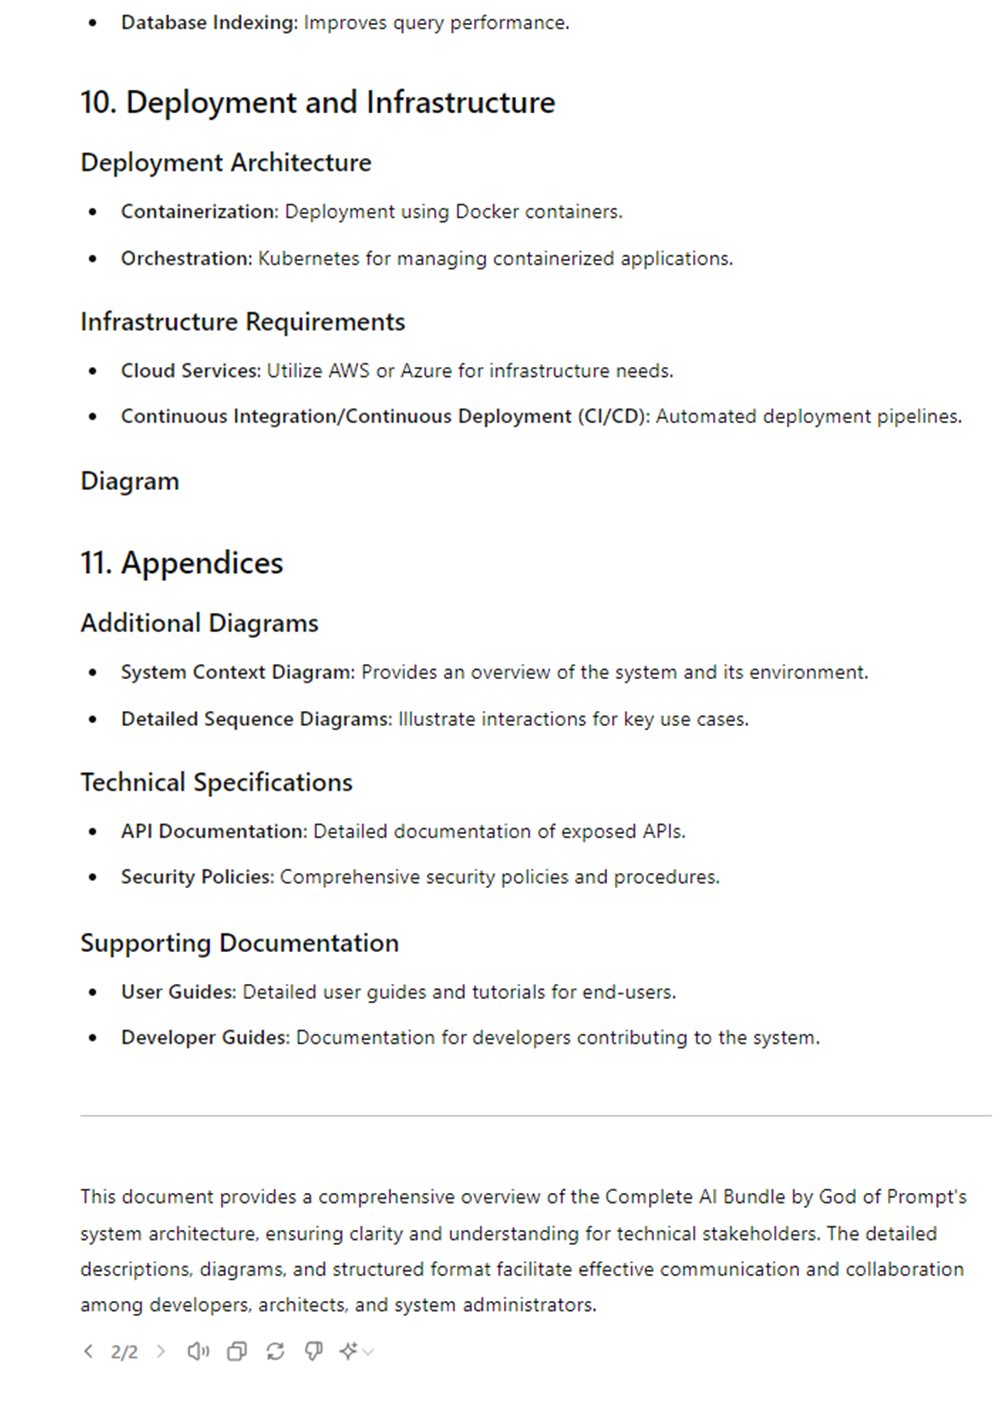 • Database Indexing: Improves query performance.
10. Deployment and Infrastructure
Deployment Architecture
• Containerization: Deployment using Docker containers.
• Orchestration: Kubernetes for managing containerized applications.
Infrastructure Requirements
• Cloud Services: Utilize AWS or Azure for infrastructure needs.
• Continuous Integration/Continuous Deployment (CI/CD): Automated deployment pipelines.
Diagram
11. Appendices
Additional Diagrams
• System Context Diagram: Provides an overview of the system and its environment.
• Detailed Sequence Diagrams: Illustrate interactions for key use cases.
Technical Specifications
• API Documentation: Detailed documentation of exposed APIs.
• Security Policies: Comprehensive security policies and procedures.
Supporting Documentation
• User Guides: Detailed user guides and tutorials for end-users.
• Developer Guides: Documentation for developers contributing to the system.
This document provides a comprehensive overview of the Complete AI Bundle by God of Prompt's
system architecture, ensuring clarity and understanding for technical stakeholders. The detailed
descriptions, diagrams, and structured format facilitate effective communication and collaboration
among developers, architects, and system administrators.
2/2